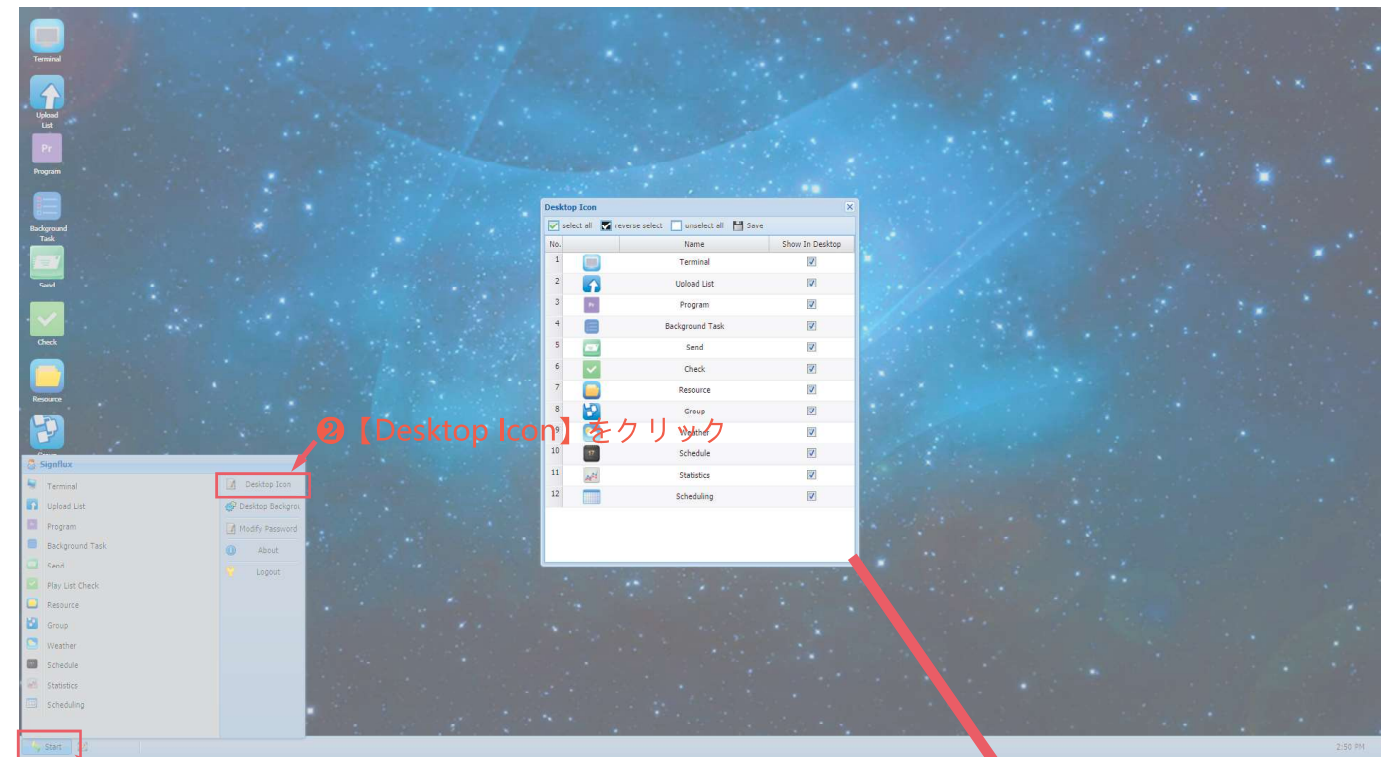 Terminal
Upload
List
Pr
Program
Background
Task
Send
Check
Resource
Group
Desktop Icon
select all reverse select unselect all Save
No. Name Show In Desktop
1 Terminal
2 Upload List
3 Pr Program
4 Background Task
5 Send
6 Check
7 Resource
8 Group
9 Weather
10 17 Schedule
11 Statistics
12 Scheduling
❷【Desktop Icon】をクリック
Signflux
Terminal
Upload List
Program
Background Task
Send
Play List Check
Resource
Group
Weather
Schedule
Statistics
Scheduling
Desktop Icon
Desktop Backgrou
Modify Password
About
Logout
Start
2:50 PM